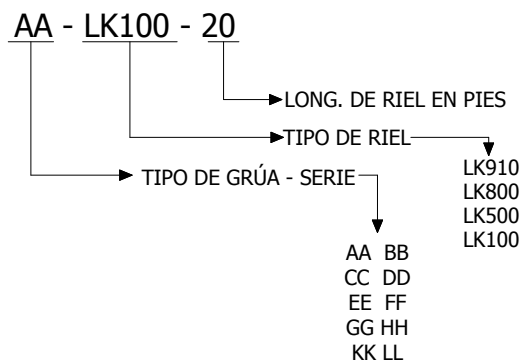 AA - LK100 - 20
LONG. DE RIEL EN PIES
TIPO DE RIEL
TIPO DE GRÚA - SERIE
LK910
LK800
LK500
LK100
AA BB
CC DD
EE FF
GG HH
KK LL